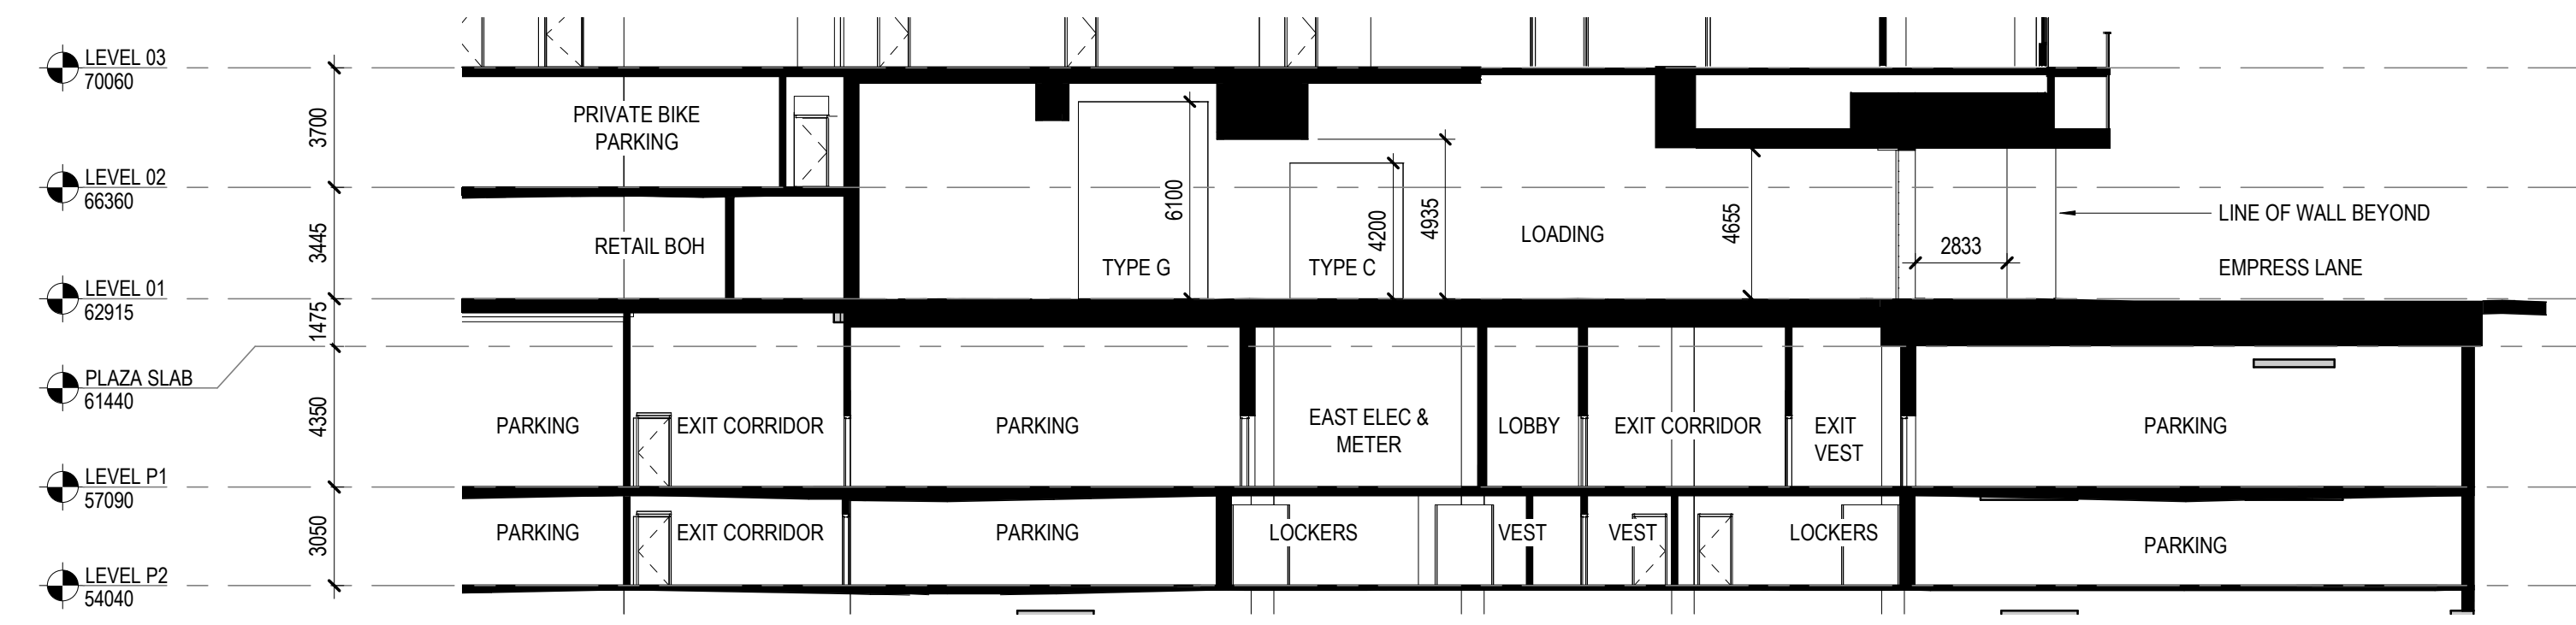 LEVEL 03
70060
3700
PRIVATE BIKE
PARKING
LEVEL 02
66360
3445
RETAIL BOH
6100
TYPE G
4200
TYPE C
4935
LOADING
4655
2833
LINE OF WALL BEYOND
EMPRESS LANE
LEVEL 01
62915
1475
PLAZA SLAB
61440
4350
PARKING
EXIT CORRIDOR
PARKING
EAST ELEC &
METER
LOBBY
EXIT CORRIDOR
EXIT
VEST
PARKING
LEVEL P1
57090
3050
PARKING
EXIT CORRIDOR
PARKING
LOCKERS
VEST
VEST
LOCKERS
PARKING
LEVEL P2
54040